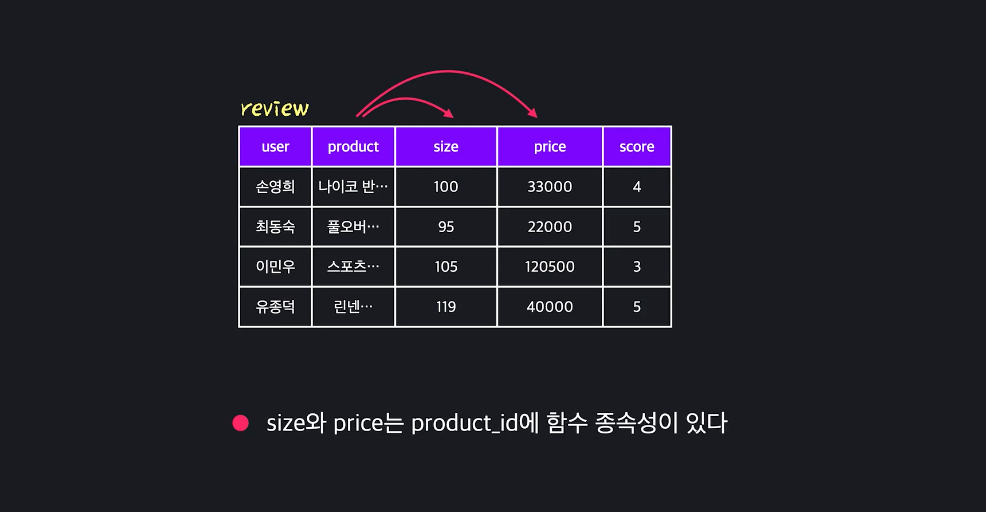 review
user product size price score
손영희 나이코 반··· 100 33000 4
최동숙 풀오버··· 95 22000 5
이민우 스포츠··· 105 120500 3
유종덕 린넨··· 119 40000 5
size와 price는 product_id에 함수 종속성이 있다